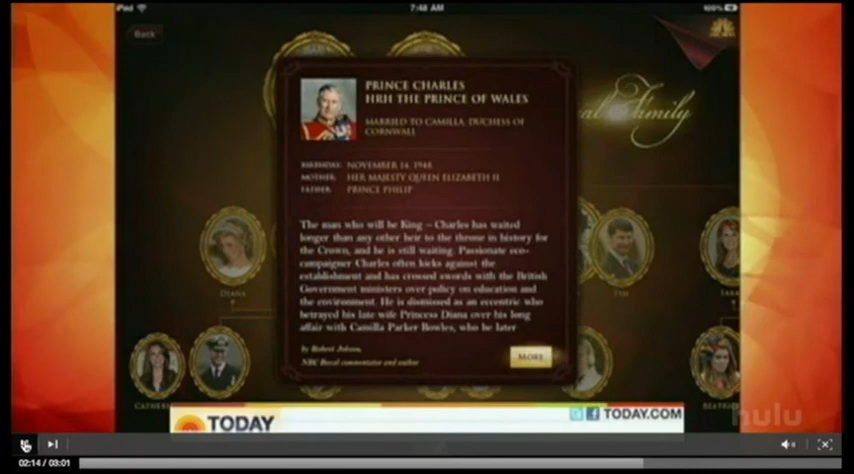 iPad
7:48 AM
100%
Back
PRINCE CHARLES
HRH THE PRINCE OF WALES
MARRIED TO CAMILLA, DUCHESS OF
CORNWALL
al Family
BIRTHDAY: NOVEMBER 14, 1948
MOTHER: HER MAJESTY QUEEN ELIZABETH II
FATHER: PRINCE PHILIP
The man who will be King – Charles has waited
longer than any other heir to the throne in history for
the Crown, and he is still waiting. Passionate eco-
campaigner Charles often kicks against the
establishment and has crossed swords with the British
Government ministers over policy on education and
the environment. He is dismissed as an eccentric who
betrayed his late wife Princess Diana over his long
affair with Camilla Parker Bowles, who he later
by Robert Jobson,
NBC Royal commentator and author
MORE
DIANA
TIM
SARA
CATHERI
BEATRIC
TODAY
TODAY.COM
hulu
02:14 / 03:01